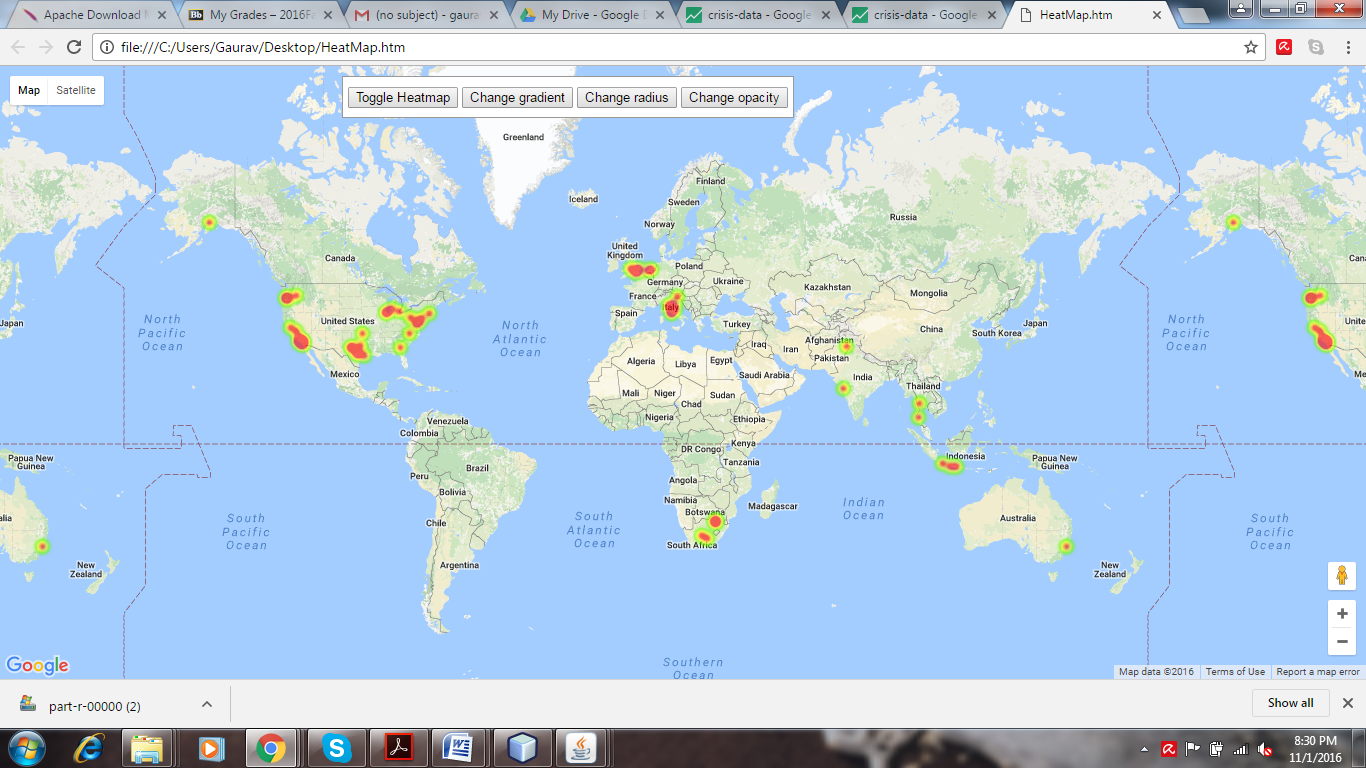 Apache Download M
My Grades – 2016Fa
(no subject) - gaura
My Drive - Google D
crisis-data - Google
crisis-data - Google
HeatMap.htm
file:///C:/Users/Gaurav/Desktop/HeatMap.htm
Map
Satellite
Toggle Heatmap
Change gradient
Change radius
Change opacity
Greenland
Iceland
Finland
Sweden
Norway
Russia
United
Kingdom
Canada
Poland
Germany
Ukraine
Kazakhstan
Mongolia
France
Italy
Spain
Turkey
United States
North
Pacific
Ocean
North
Atlantic
Ocean
Japan
China
South Korea
Japan
North
Pacific
Ocean
Iraq
Iran
Afghanistan
Pakistan
Algeria
Libya
Egypt
Saudi Arabia
India
Thailand
Mexico
Me
Mali
Niger
Chad
Sudan
Nigeria
Ethiopia
Venezuela
Colombia
DR Congo
Kenya
Tanzania
Indonesia
Papua New
Guinea
Papua New
Guinea
Brazil
Peru
Bolivia
Angola
Namibia
Botswana
Madagascar
Indian
Ocean
South
Pacific
Ocean
South
Atlantic
Ocean
Chile
South Africa
Australia
alia
South
Pacific
Ocean
Argentina
New
Zealand
New
Zealand
Southern
Ocean
Google
Map data ©2016
Terms of Use
Report a map error
part-r-00000 (2)
Show all
8:30 PM
11/1/2016